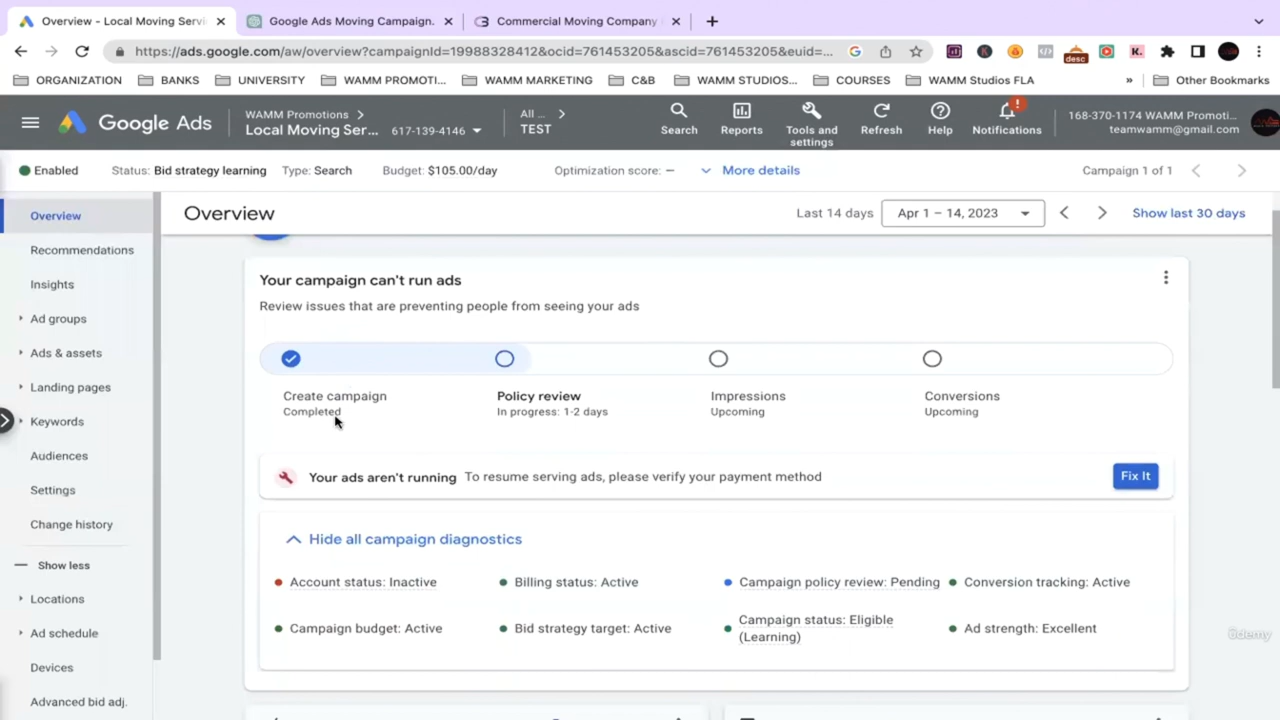 Overview - Local Moving Servi
Google Ads Moving Campaign.
Commercial Moving Company
https://ads.google.com/aw/overview?campaignId=19988328412&ocid=761453205&ascid=761453205&euid=...
desc
K.
ORGANIZATION
BANKS
UNIVERSITY
WAMM PROMOTI...
WAMM MARKETING
C&B
WAMM STUDIOS...
COURSES
WAMM Studios FLA
»
Other Bookmarks
Google Ads
WAMM Promotions
Local Moving Ser... 617-139-4146
All ...
TEST
Search
Reports
Tools and
settings
Refresh
Help
Notifications
168-370-1174 WAMM Promoti...
teamwamm@gmail.com
Enabled
Status: Bid strategy learning
Type: Search
Budget: $105.00/day
Optimization score: –
More details
Campaign 1 of 1
Overview
Last 14 days
Apr 1 – 14, 2023
Show last 30 days
Overview
Recommendations
Insights
Ad groups
Ads & assets
Landing pages
Keywords
Audiences
Settings
Change history
Show less
Locations
Ad schedule
Devices
Advanced bid adj.
Your campaign can't run ads
Review issues that are preventing people from seeing your ads
Create campaign
Completed
Policy review
In progress: 1-2 days
Impressions
Upcoming
Conversions
Upcoming
Your ads aren't running To resume serving ads, please verify your payment method
Fix It
Hide all campaign diagnostics
Account status: Inactive
Billing status: Active
Campaign policy review: Pending
Conversion tracking: Active
Campaign budget: Active
Bid strategy target: Active
Campaign status: Eligible
(Learning)
Ad strength: Excellent
ûdemy